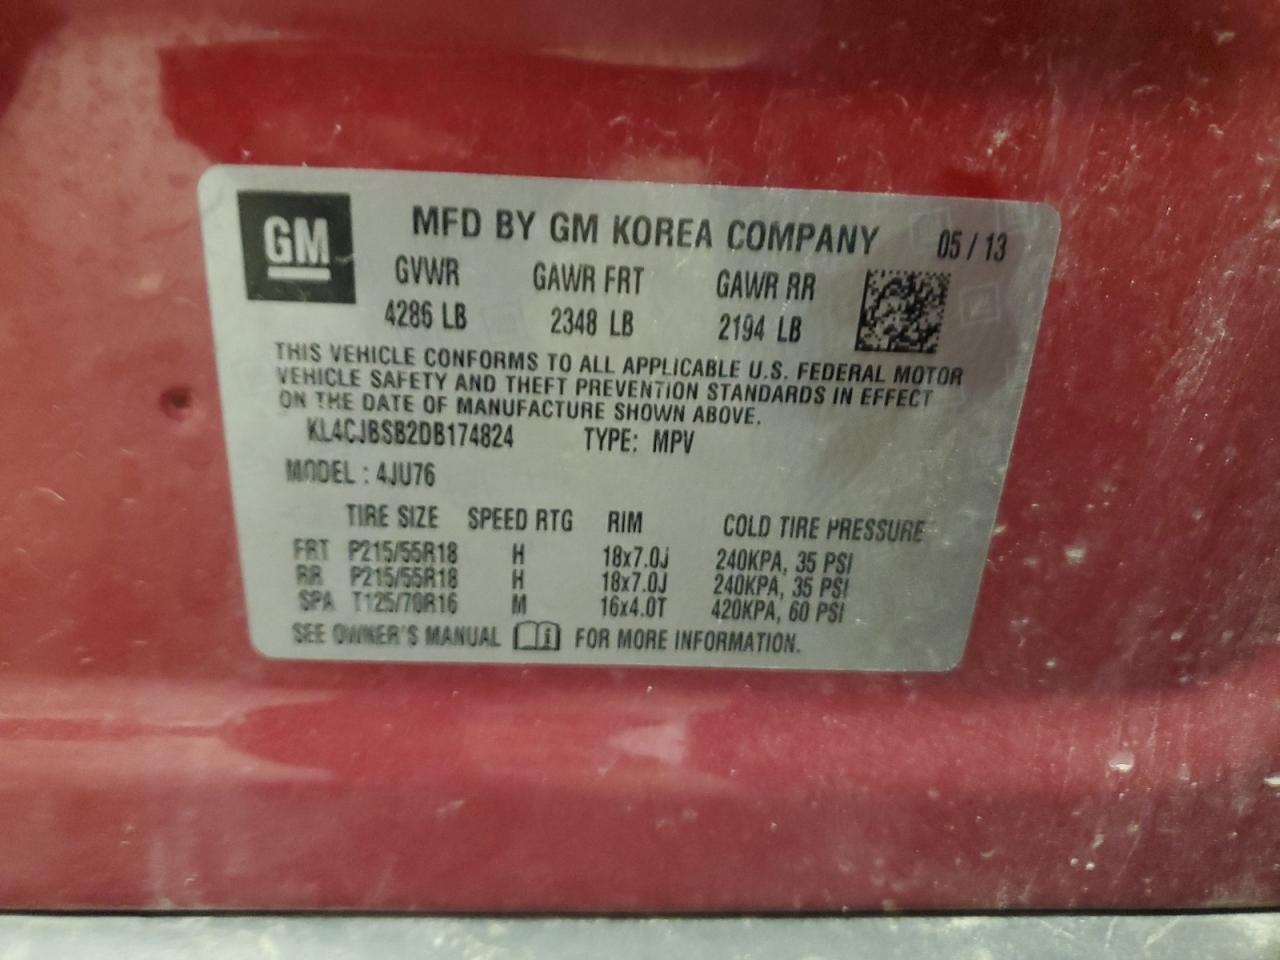 GM
MFD BY GM KOREA COMPANY 05 / 13
GVWR GAWR FRT GAWR RR
4286 LB 2348 LB 2194 LB
THIS VEHICLE CONFORMS TO ALL APPLICABLE U.S. FEDERAL MOTOR
VEHICLE SAFETY AND THEFT PREVENTION STANDARDS IN EFFECT
ON THE DATE OF MANUFACTURE SHOWN ABOVE.
KL4CJBSB2DB174824 TYPE: MPV
MODEL : 4JU76
TIRE SIZE SPEED RTG RIM COLD TIRE PRESSURE
FRT P215/55R18 H 18x7.0J 240KPA, 35 PSI
RR P215/55R18 H 18x7.0J 240KPA, 35 PSI
SPA T125/70R16 M 16x4.0T 420KPA, 60 PSI
SEE OWNER'S MANUAL i FOR MORE INFORMATION.